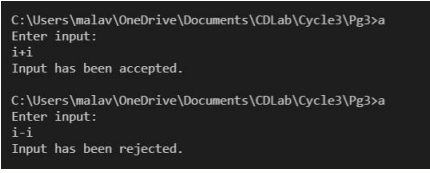 C:\Users\malav\OneDrive\Documents\CDLab\Cycle3\Pg3>a
Enter input:
i+i
Input has been accepted.
C:\Users\malav\OneDrive\Documents\CDLab\Cycle3\Pg3>a
Enter input:
i-i
Input has been rejected.